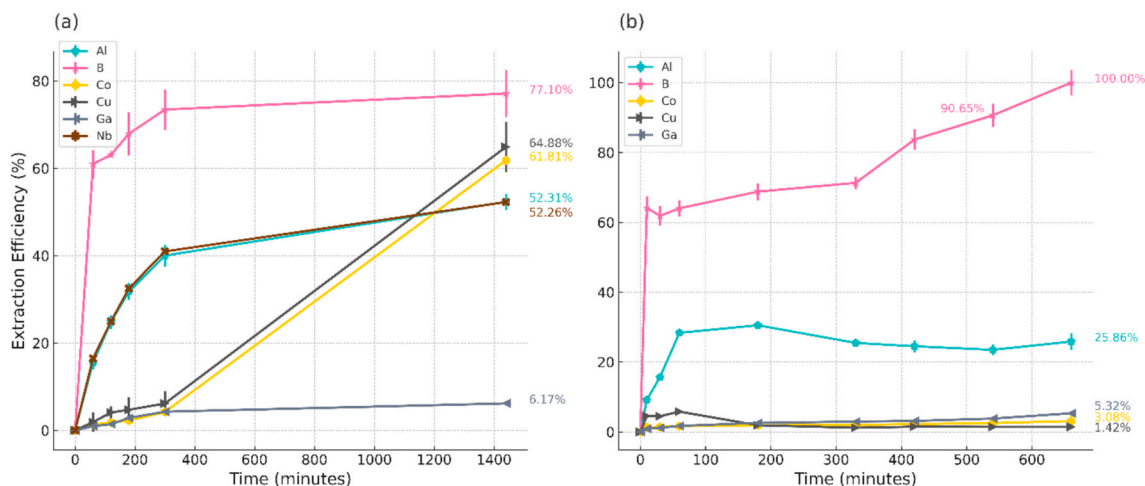 (a)
Al
B
Co
Cu
Ga
Nb
80
60
40
20
0
Extraction Efficiency (%)
77.10%
64.88%
61.81%
52.31%
52.26%
6.17%
0 200 400 600 800 1000 1200 1400
Time (minutes)
(b)
Al
B
Co
Cu
Ga
100
80
60
40
20
0
100.00%
90.65%
25.86%
5.32%
3.08%
1.42%
0 100 200 300 400 500 600
Time (minutes)